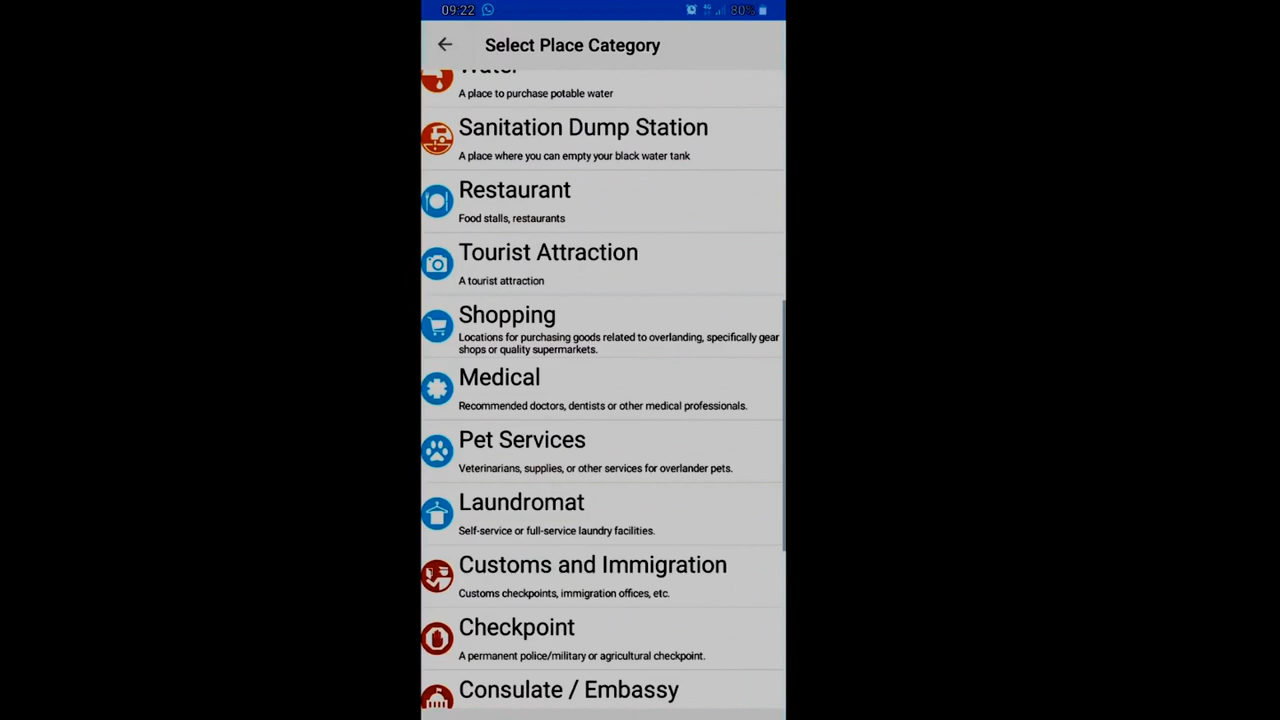 09:22 4G 80%
Select Place Category
Water
A place to purchase potable water
Sanitation Dump Station
A place where you can empty your black water tank
Restaurant
Food stalls, restaurants
Tourist Attraction
A tourist attraction
Shopping
Locations for purchasing goods related to overlanding, specifically gear
shops or quality supermarkets.
Medical
Recommended doctors, dentists or other medical professionals.
Pet Services
Veterinarians, supplies, or other services for overlander pets.
Laundromat
Self-service or full-service laundry facilities.
Customs and Immigration
Customs checkpoints, immigration offices, etc.
Checkpoint
A permanent police/military or agricultural checkpoint.
Consulate / Embassy